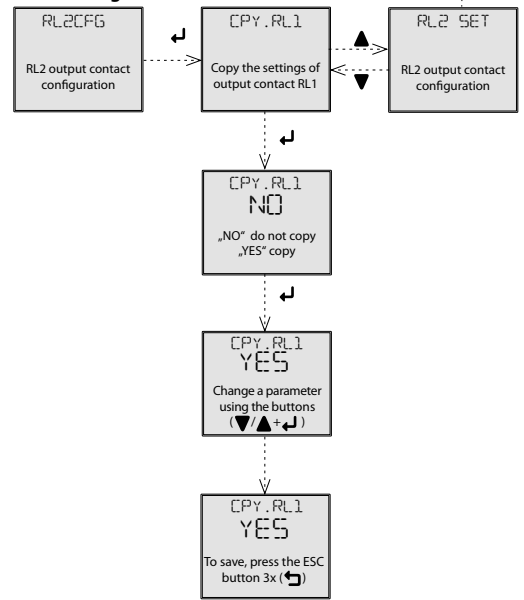 RL2CFG
RL2 output contact
configuration
CPY.RL1
Copy the settings of
output contact RL1
RL2 SET
RL2 output contact
configuration
CPY.RL1
NO
„NO“ do not copy
„YES“ copy
CPY.RL1
YES
Change a parameter
using the buttons
(▼/▲+↵)
CPY.RL1
YES
To save, press the ESC
button 3x (⮌)